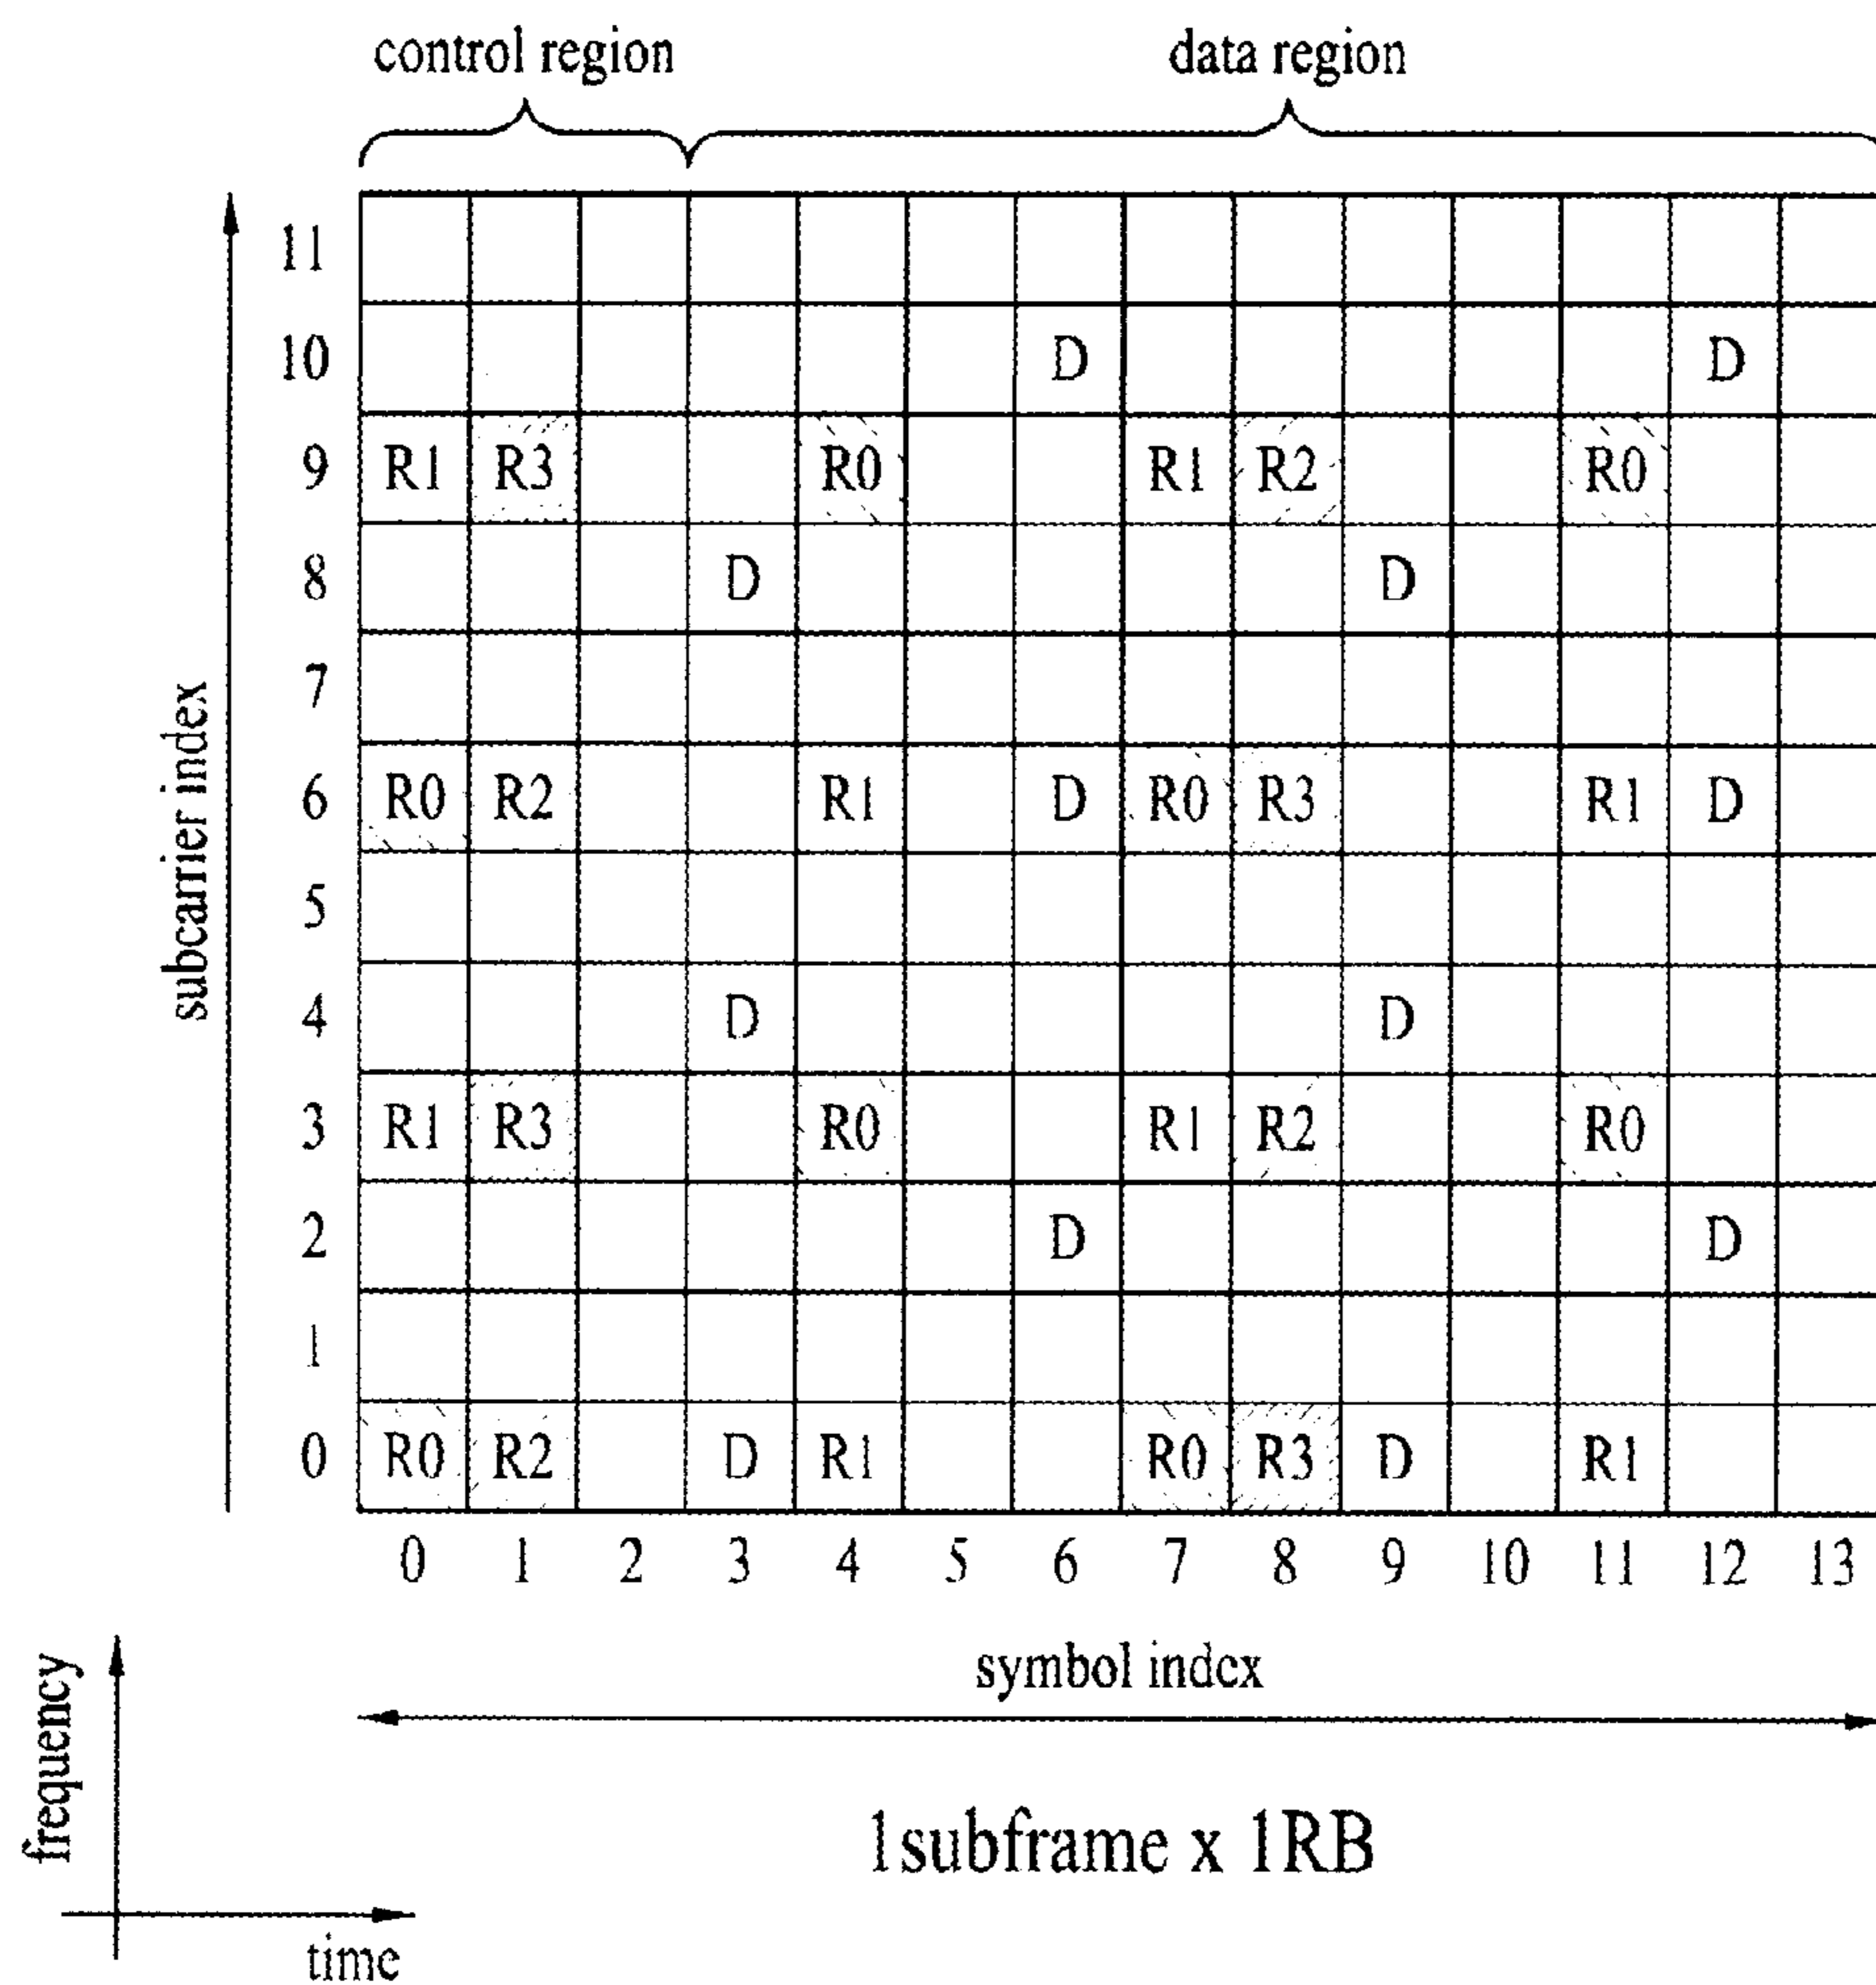 control region data region
11
10 D D
9 R1 R3 R0 R1 R2 R0
8 D D
7
6 R0 R2 R1 D R0 R3 R1 D
5
4 D D
3 R1 R3 R0 R1 R2 R0
2 D D
1
0 R0 R2 D R1 R0 R3 D R1
0 1 2 3 4 5 6 7 8 9 10 11 12 13
subcarrier index
symbol index
1subframe x 1RB
frequency
time